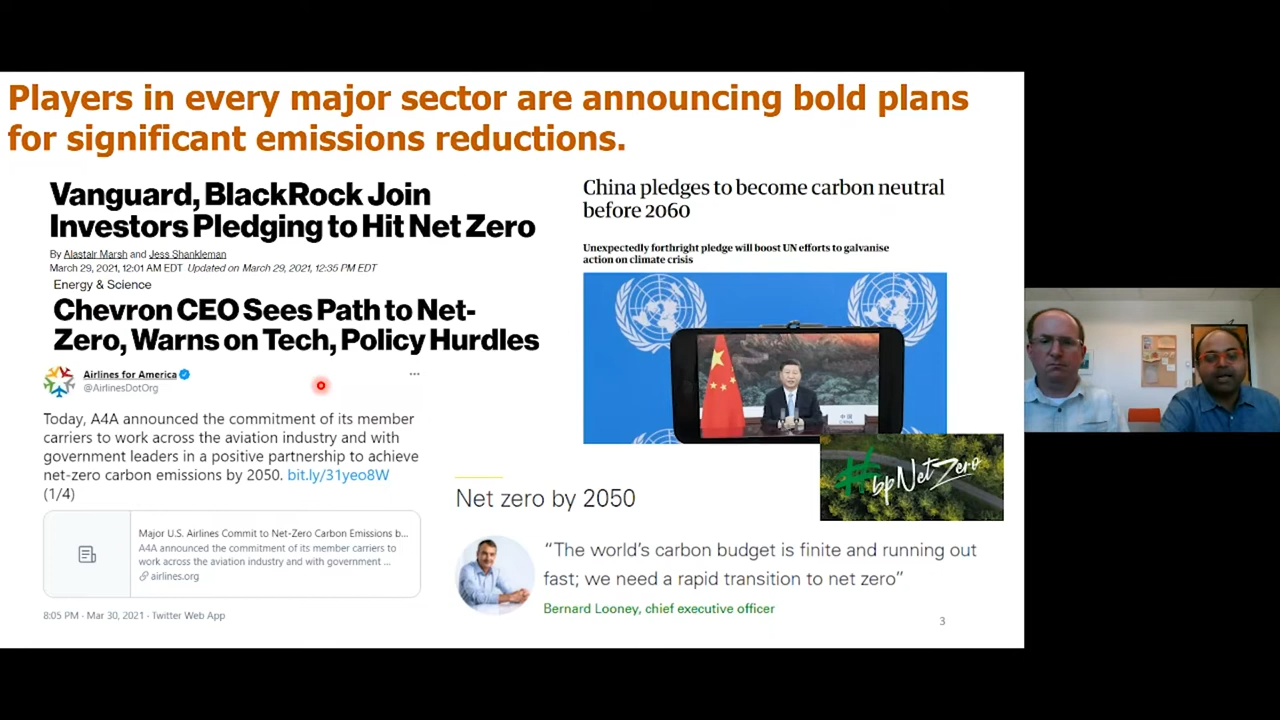 Players in every major sector are announcing bold plans
for significant emissions reductions.
Vanguard, BlackRock Join
Investors Pledging to Hit Net Zero
By Alastair Marsh and Jess Shankleman
March 29, 2021, 12:01 AM EDT Updated on March 29, 2021, 12:35 PM EDT
Energy & Science
Chevron CEO Sees Path to Net-
Zero, Warns on Tech, Policy Hurdles
Airlines for America
@AirlinesDotOrg
Today, A4A announced the commitment of its member
carriers to work across the aviation industry and with
government leaders in a positive partnership to achieve
net-zero carbon emissions by 2050. bit.ly/31yeo8W
(1/4)
Major U.S. Airlines Commit to Net-Zero Carbon Emissions b...
A4A announced the commitment of its member carriers to
work across the aviation industry and with government ...
airlines.org
8:05 PM - Mar 30, 2021 - Twitter Web App
China pledges to become carbon neutral
before 2060
Unexpectedly forthright pledge will boost UN efforts to galvanise
action on climate crisis
中国
CHINA
#bpNetZero
Net zero by 2050
“The world’s carbon budget is finite and running out
fast; we need a rapid transition to net zero”
Bernard Looney, chief executive officer
3